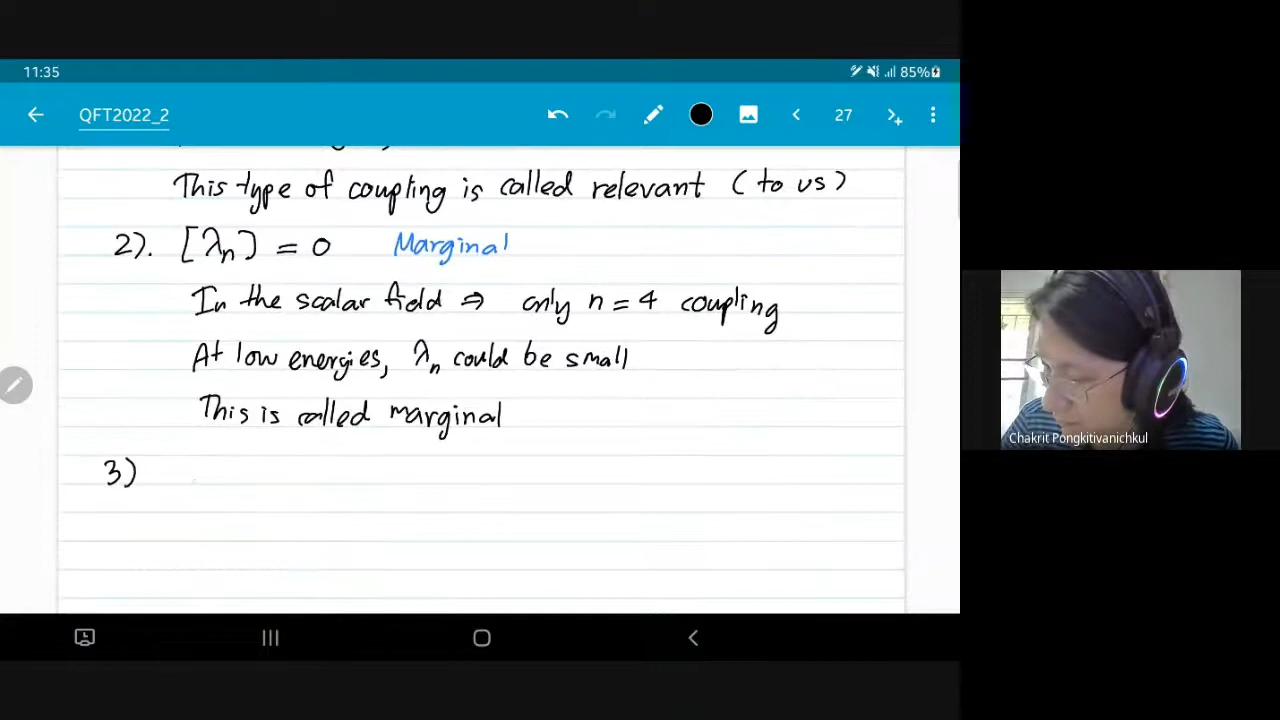 11:35
85%
QFT2022_2
27
This type of coupling is called relevant (to us)
2). [λn] = 0 Marginal
In the scalar field ⇒ only n = 4 coupling
At low energies, λn could be small
This is called marginal
3)
Chakrit Pongkitivanichkul